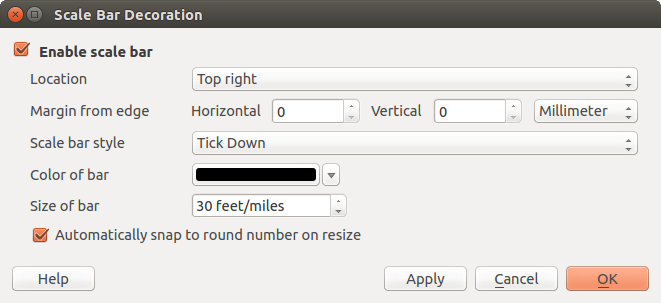 Scale Bar Decoration
Enable scale bar
Location Top right
Margin from edge Horizontal 0 Vertical 0 Millimeter
Scale bar style Tick Down
Color of bar
Size of bar 30 feet/miles
Automatically snap to round number on resize
Help Apply Cancel OK